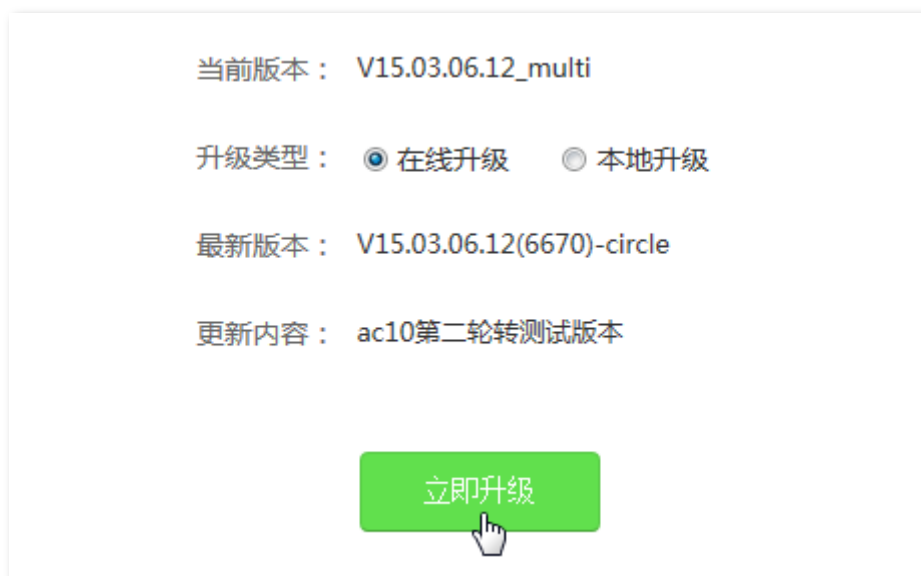 当前版本： V15.03.06.12_multi
升级类型： 在线升级 本地升级
最新版本： V15.03.06.12(6670)-circle
更新内容： ac10第二轮转测试版本
立即升级